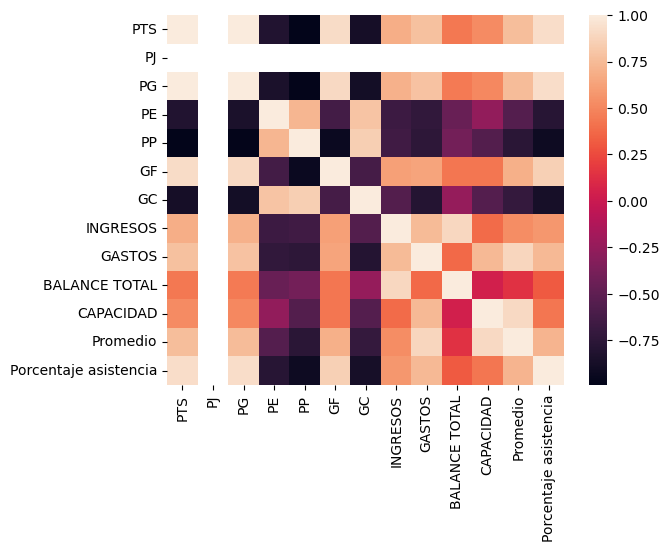 PTS
PJ
PG
PE
PP
GF
GC
INGRESOS
GASTOS
BALANCE TOTAL
CAPACIDAD
Promedio
Porcentaje asistencia
PTS
PJ
PG
PE
PP
GF
GC
INGRESOS
GASTOS
BALANCE TOTAL
CAPACIDAD
Promedio
Porcentaje asistencia
1.00
0.75
0.50
0.25
0.00
−0.25
−0.50
−0.75